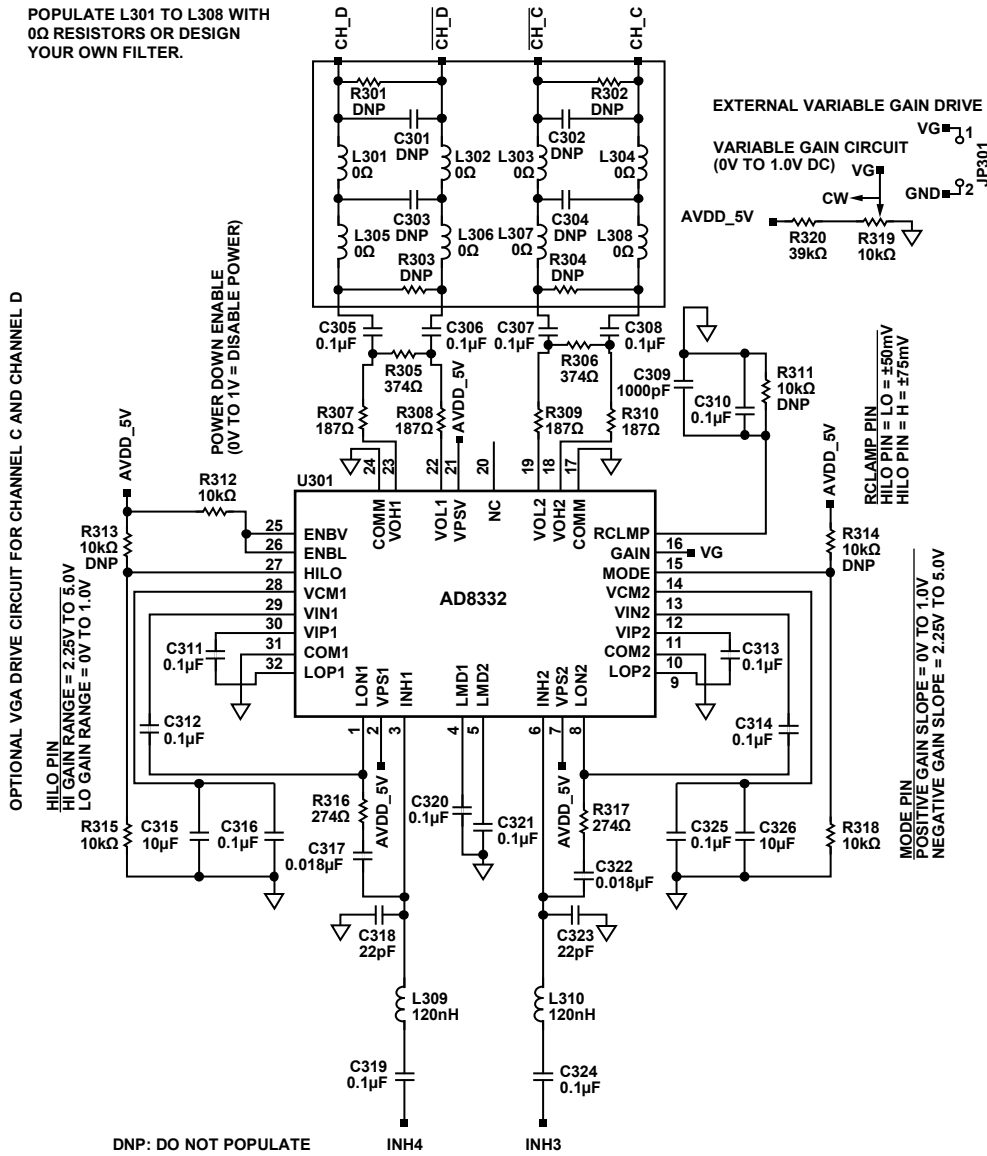 POPULATE L301 TO L308 WITH
0Ω RESISTORS OR DESIGN
YOUR OWN FILTER.
CH_D
CH_D
CH_C
CH_C
R301
DNP
R302
DNP
C301
DNP
C302
DNP
L301
0Ω
L302
0Ω
L303
0Ω
L304
0Ω
C303
DNP
C304
DNP
L305
0Ω
L306
0Ω
L307
0Ω
L308
0Ω
R303
DNP
R304
DNP
EXTERNAL VARIABLE GAIN DRIVE
VG
1
JP301
GND
2
VARIABLE GAIN CIRCUIT
(0V TO 1.0V DC)
VG
CW
AVDD_5V
R320
39kΩ
R319
10kΩ
C305
0.1µF
C306
0.1µF
C307
0.1µF
C308
0.1µF
R305
374Ω
R306
374Ω
R307
187Ω
R308
187Ω
AVDD_5V
R309
187Ω
R310
187Ω
C309
1000pF
C310
0.1µF
R311
10kΩ
DNP
RCLAMP PIN
HILO PIN = LO = ±50mV
HILO PIN = H = ±75mV
OPTIONAL VGA DRIVE CIRCUIT FOR CHANNEL C AND CHANNEL D
POWER DOWN ENABLE
(0V TO 1V = DISABLE POWER)
AVDD_5V
R312
10kΩ
R313
10kΩ
DNP
AVDD_5V
R314
10kΩ
DNP
U301
24
23
22
21
20
19
18
17
COMM
VOH1
VOL1
VPSV
NC
VOL2
VOH2
COMM
25
ENBV
26
ENBL
27
HILO
28
VCM1
29
VIN1
30
VIP1
31
COM1
32
LOP1
AD8332
RCLMP
16
GAIN
VG
15
MODE
14
VCM2
13
VIN2
12
VIP2
11
COM2
10
LOP2
9
LON1
VPS1
INH1
LMD1
LMD2
INH2
VPS2
LON2
1
2
3
4
5
6
7
8
HILO PIN
HI GAIN RANGE = 2.25V TO 5.0V
LO GAIN RANGE = 0V TO 1.0V
MODE PIN
POSITIVE GAIN SLOPE = 0V TO 1.0V
NEGATIVE GAIN SLOPE = 2.25V TO 5.0V
C311
0.1µF
C312
0.1µF
C313
0.1µF
C314
0.1µF
R315
10kΩ
C315
10µF
C316
0.1µF
R316
274Ω
AVDD_5V
C317
0.018µF
C320
0.1µF
C321
0.1µF
AVDD_5V
R317
274Ω
C322
0.018µF
C325
0.1µF
C326
10µF
R318
10kΩ
C318
22pF
C323
22pF
L309
120nH
L310
120nH
C319
0.1µF
C324
0.1µF
DNP: DO NOT POPULATE
INH4
INH3